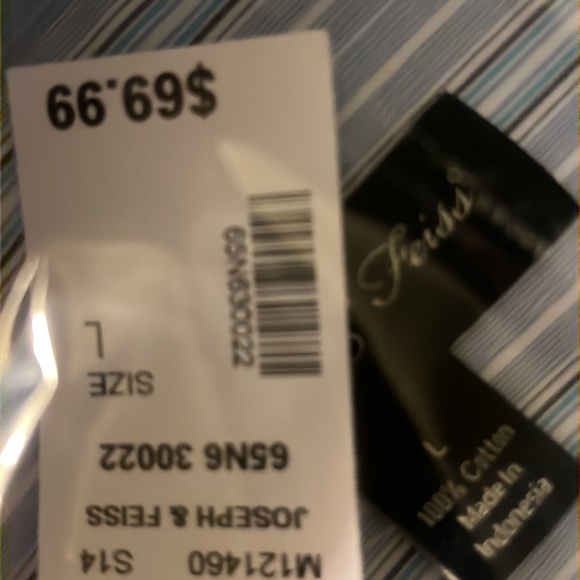 M121460 S14
JOSEPH & FEISS
65N6 30022
SIZE
L
65N630022
$69.99
Feiss
L
100% Cotton
Made In
Indonesia